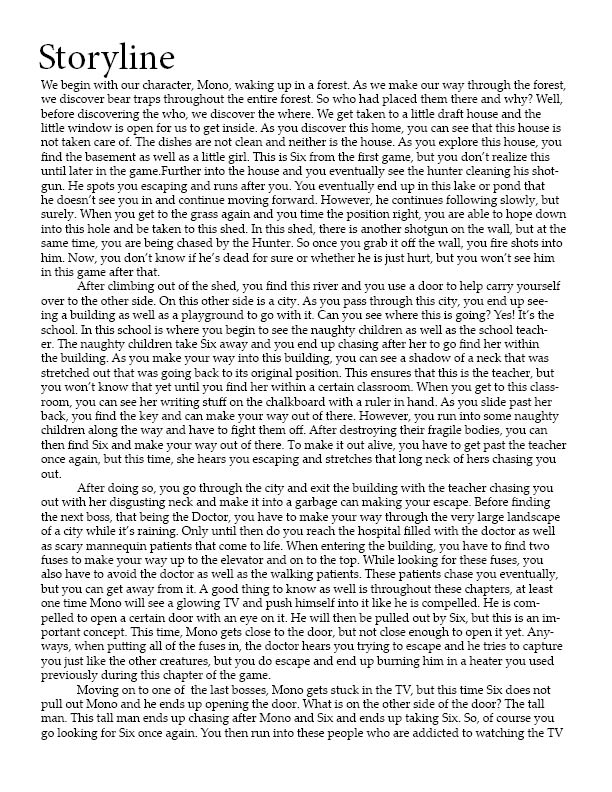 Storyline
We begin with our character, Mono, waking up in a forest. As we make our way through the forest,
we discover bear traps throughout the entire forest. So who had placed them there and why? Well,
before discovering the who, we discover the where. We get taken to a little draft house and the
little window is open for us to get inside. As you discover this home, you can see that this house is
not taken care of. The dishes are not clean and neither is the house. As you explore this house, you
find the basement as well as a little girl. This is Six from the first game, but you don't realize this
until later in the game.Further into the house and you eventually see the hunter cleaning his shot-
gun. He spots you escaping and runs after you. You eventually end up in this lake or pond that
he doesn't see you in and continue moving forward. However, he continues following slowly, but
surely. When you get to the grass again and you time the position right, you are able to hope down
into this hole and be taken to this shed. In this shed, there is another shotgun on the wall, but at the
same time, you are being chased by the Hunter. So once you grab it off the wall, you fire shots into
him. Now, you don't know if he's dead for sure or whether he is just hurt, but you won't see him
in this game after that.
After climbing out of the shed, you find this river and you use a door to help carry yourself
over to the other side. On this other side is a city. As you pass through this city, you end up see-
ing a building as well as a playground to go with it. Can you see where this is going? Yes! It's the
school. In this school is where you begin to see the naughty children as well as the school teach-
er. The naughty children take Six away and you end up chasing after her to go find her within
the building. As you make your way into this building, you can see a shadow of a neck that was
stretched out that was going back to its original position. This ensures that this is the teacher, but
you won't know that yet until you find her within a certain classroom. When you get to this class-
room, you can see her writing stuff on the chalkboard with a ruler in hand. As you slide past her
back, you find the key and can make your way out of there. However, you run into some naughty
children along the way and have to fight them off. After destroying their fragile bodies, you can
then find Six and make your way out of there. To make it out alive, you have to get past the teacher
once again, but this time, she hears you escaping and stretches that long neck of hers chasing you
out.
After doing so, you go through the city and exit the building with the teacher chasing you
out with her disgusting neck and make it into a garbage can making your escape. Before finding
the next boss, that being the Doctor, you have to make your way through the very large landscape
of a city while it's raining. Only until then do you reach the hospital filled with the doctor as well
as scary mannequin patients that come to life. When entering the building, you have to find two
fuses to make your way up to the elevator and on to the top. While looking for these fuses, you
also have to avoid the doctor as well as the walking patients. These patients chase you eventually,
but you can get away from it. A good thing to know as well is throughout these chapters, at least
one time Mono will see a glowing TV and push himself into it like he is compelled. He is com-
pelled to open a certain door with an eye on it. He will then be pulled out by Six, but this is an im-
portant concept. This time, Mono gets close to the door, but not close enough to open it yet. Any-
ways, when putting all of the fuses in, the doctor hears you trying to escape and he tries to capture
you just like the other creatures, but you do escape and end up burning him in a heater you used
previously during this chapter of the game.
Moving on to one of  the last bosses, Mono gets stuck in the TV, but this time Six does not
pull out Mono and he ends up opening the door. What is on the other side of the door? The tall
man. This tall man ends up chasing after Mono and Six and ends up taking Six. So, of course you
go looking for Six once again. You then run into these people who are addicted to watching the TV